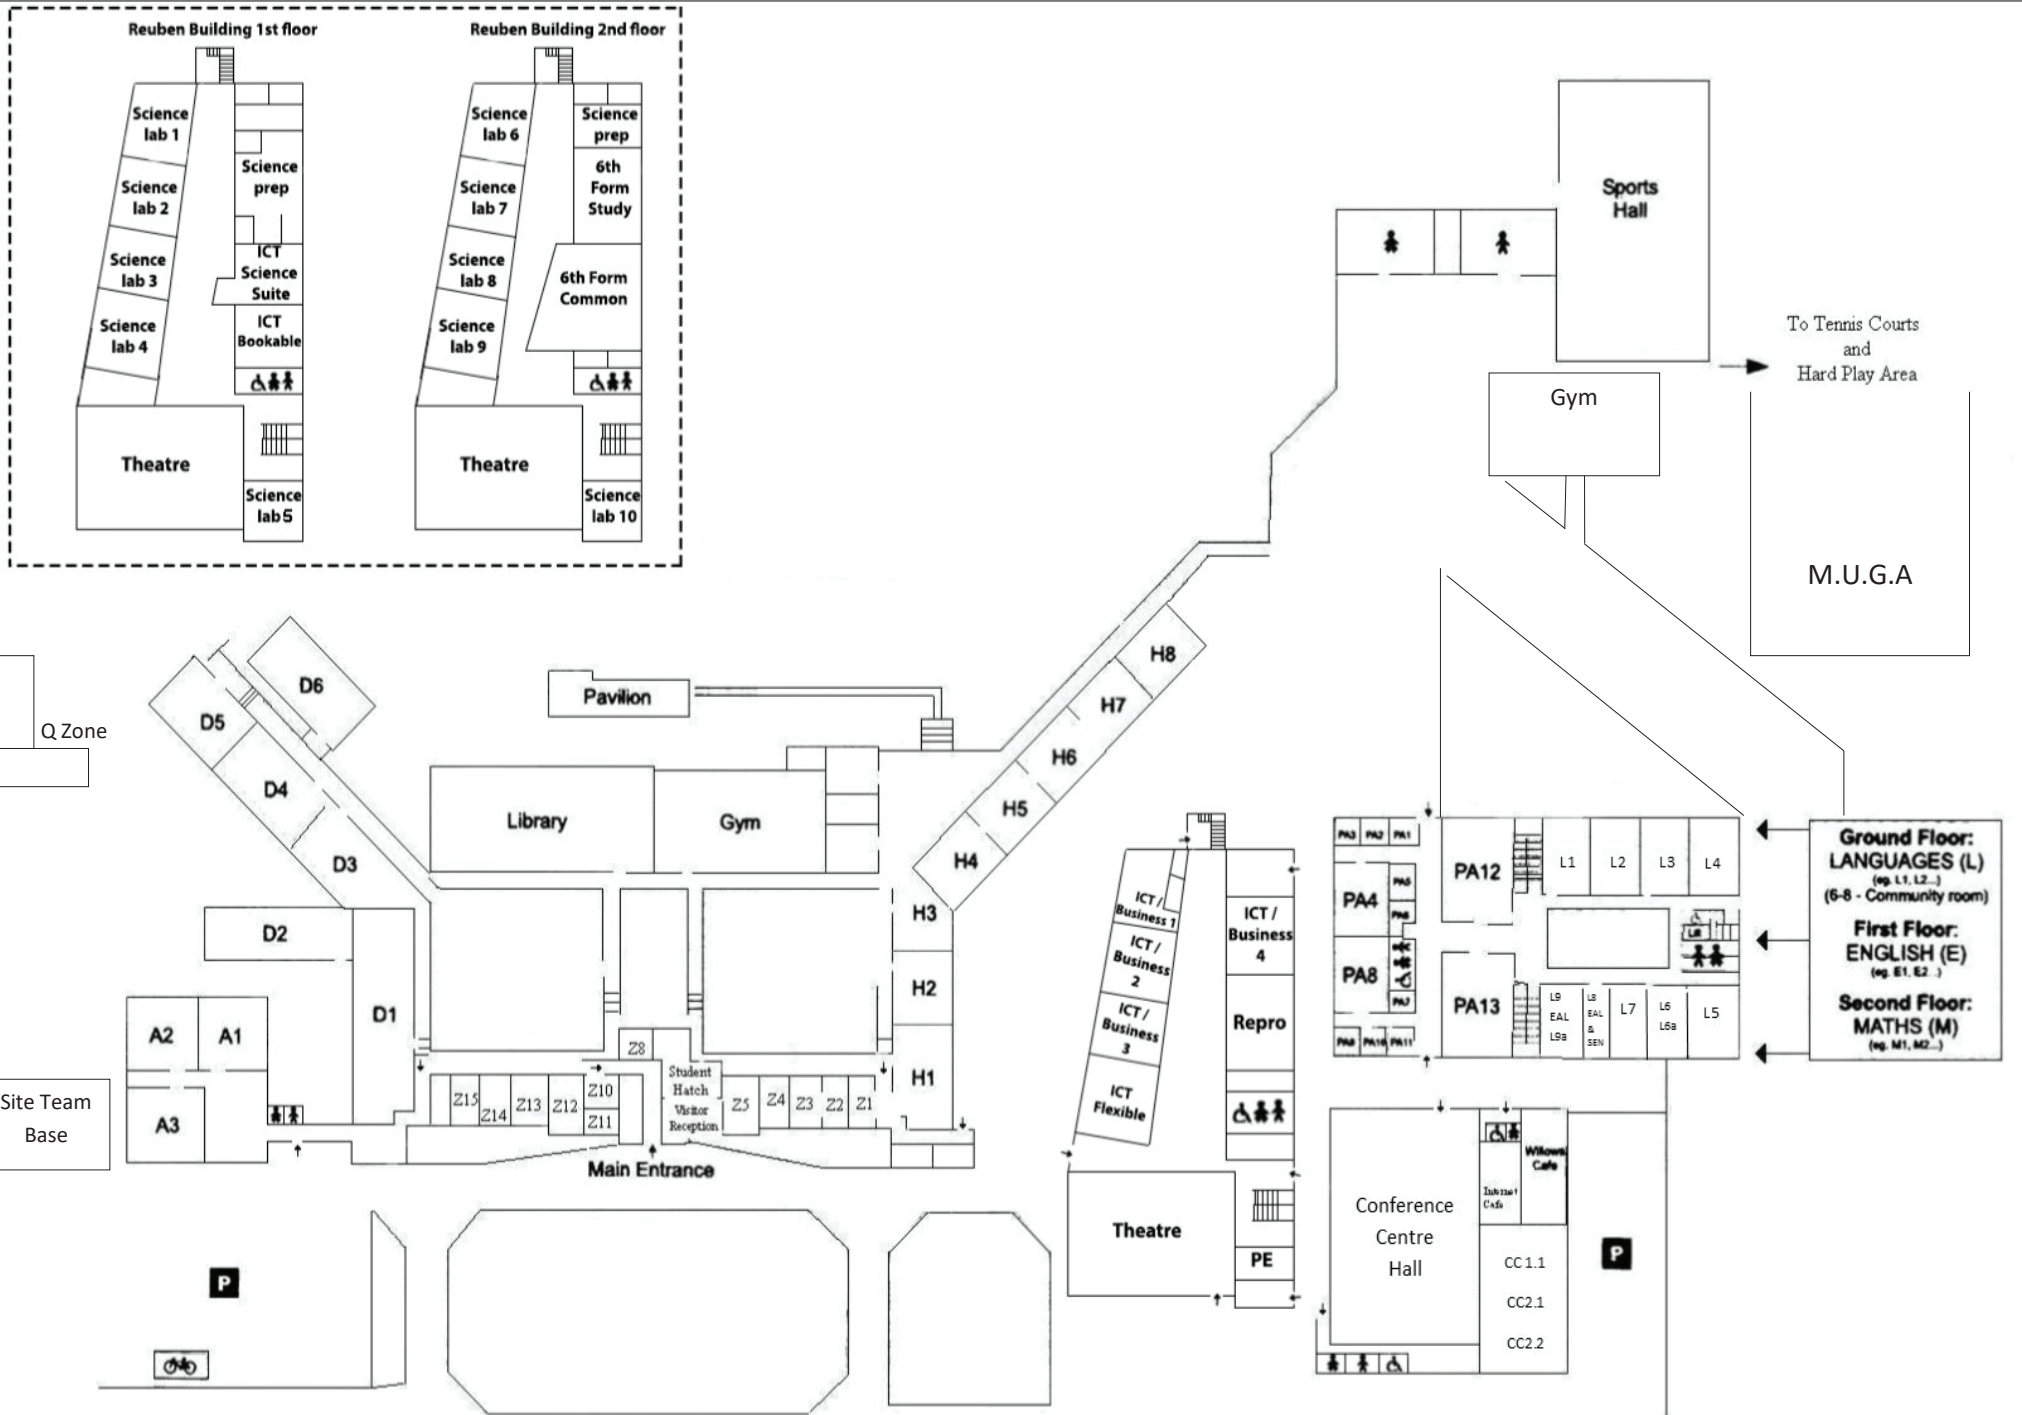 Reuben Building 1st floor
Science
lab 1
Science
lab 2
Science
lab 3
Science
lab 4
Science
prep
ICT
Science
Suite
ICT
Bookable
Theatre
Science
lab 5
Reuben Building 2nd floor
Science
lab 6
Science
lab 7
Science
lab 8
Science
lab 9
Science
prep
6th
Form
Study
6th Form
Common
Theatre
Science
lab 10
Sports
Hall
To Tennis Courts
and
Hard Play Area
Gym
M.U.G.A
Q Zone
D6
D5
D4
D3
D2
D1
Pavilion
Library
Gym
H8
H7
H6
H5
H4
H3
H2
H1
A2
A1
A3
Site Team
Base
Z15
Z14
Z13
Z12
Z10
Z11
Z8
Student
Hatch
Visitor
Reception
Z5
Z4
Z3
Z2
Z1
Main Entrance
P
ICT /
Business 1
ICT /
Business
2
ICT /
Business
3
ICT
Flexible
ICT /
Business
4
Repro
Theatre
PE
PA3
PA2
PA1
PA4
PA5
PA6
PA8
PA7
PA9
PA10
PA11
PA12
PA13
L1
L2
L3
L4
L9
EAL
L9a
L8
EAL
&
SEN
L7
L6
L6a
L5
Ground Floor:
LANGUAGES (L)
(eg. L1, L2...)
(6-8 - Community room)
First Floor:
ENGLISH (E)
(eg. E1, E2...)
Second Floor:
MATHS (M)
(eg. M1, M2...)
Conference
Centre
Hall
Willows
Cafe
Internet
Cafe
CC 1.1
CC2.1
CC2.2
P